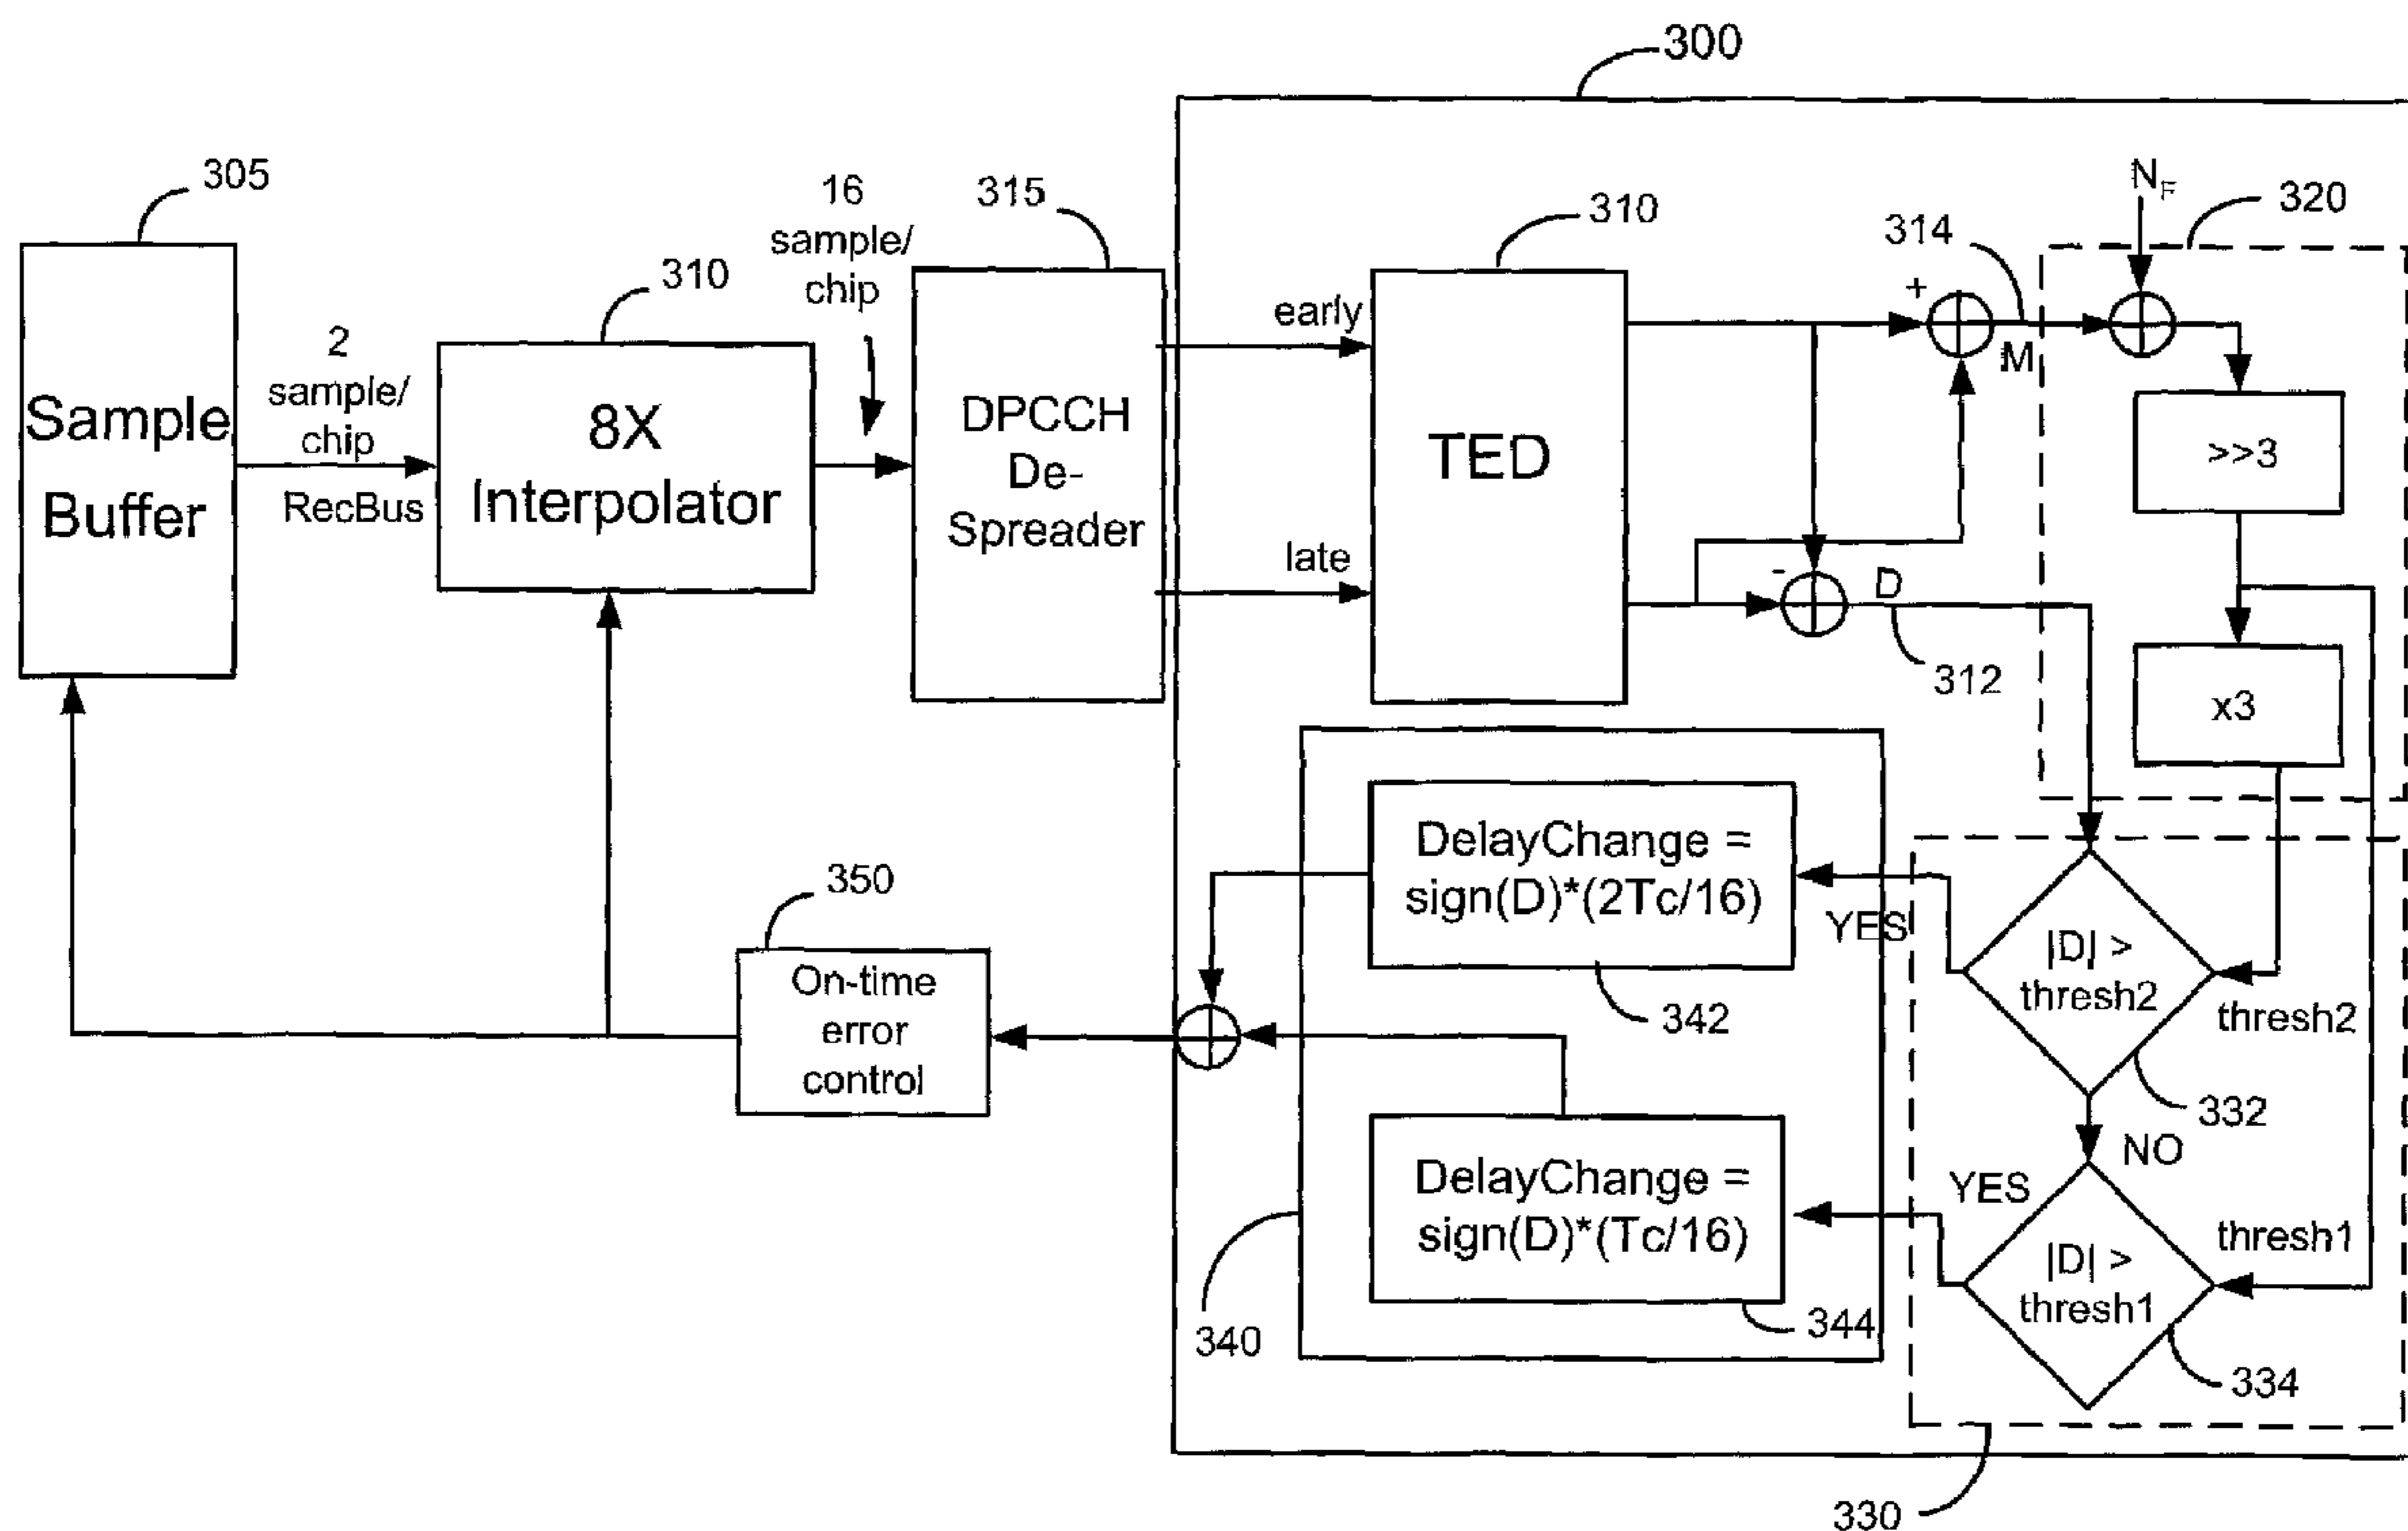 300
305
16
sample/
chip
315
310
314
N_F
320
310
2
sample/
chip
RecBus
Sample
Buffer
8X
Interpolator
DPCCH
De-
Spreader
early
late
TED
+
M
-
D
312
>>3
x3
350
On-time
error
control
DelayChange =
sign(D)*(2Tc/16)
342
YES
|D| >
thresh2
thresh2
332
NO
DelayChange =
sign(D)*(Tc/16)
344
340
YES
|D| >
thresh1
thresh1
334
330